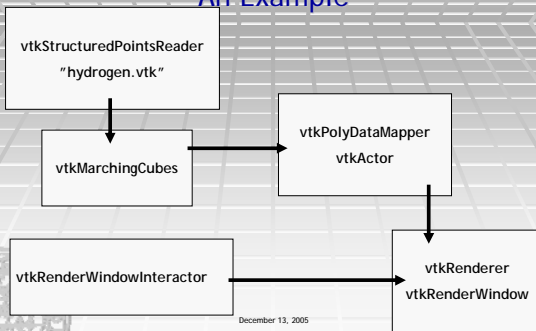 An Example
vtkStructuredPointsReader
"hydrogen.vtk"
vtkMarchingCubes
vtkPolyDataMapper
vtkActor
vtkRenderWindowInteractor
vtkRenderer
vtkRenderWindow
December 13, 2005